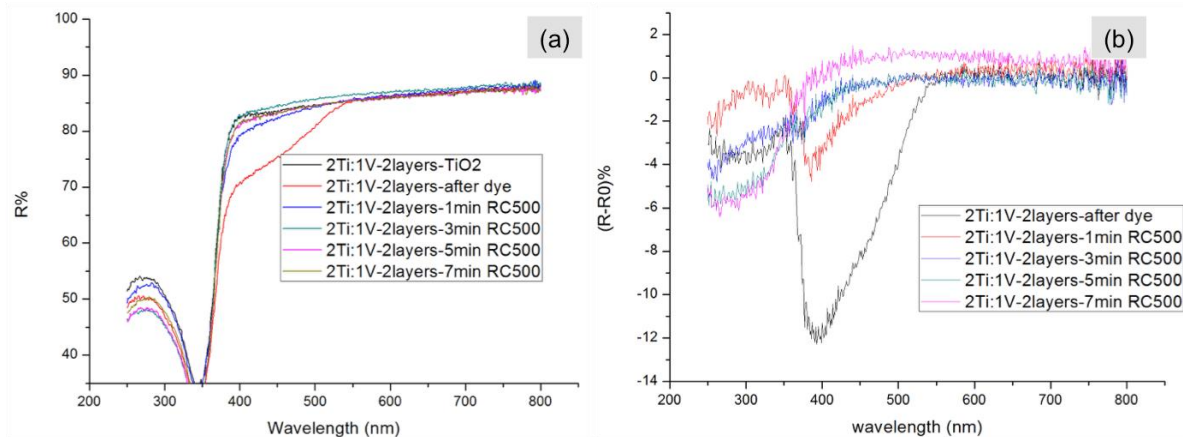 (a)
100
90
80
70
60
50
40
R%
2Ti:1V-2layers-TiO2
2Ti:1V-2layers-after dye
2Ti:1V-2layers-1min RC500
2Ti:1V-2layers-3min RC500
2Ti:1V-2layers-5min RC500
2Ti:1V-2layers-7min RC500
200 300 400 500 600 700 800
Wavelength (nm)
(b)
2
0
-2
-4
-6
-8
-10
-12
-14
(R-R0)%
2Ti:1V-2layers-after dye
2Ti:1V-2layers-1min RC500
2Ti:1V-2layers-3min RC500
2Ti:1V-2layers-5min RC500
2Ti:1V-2layers-7min RC500
200 300 400 500 600 700 800
wavelength (nm)